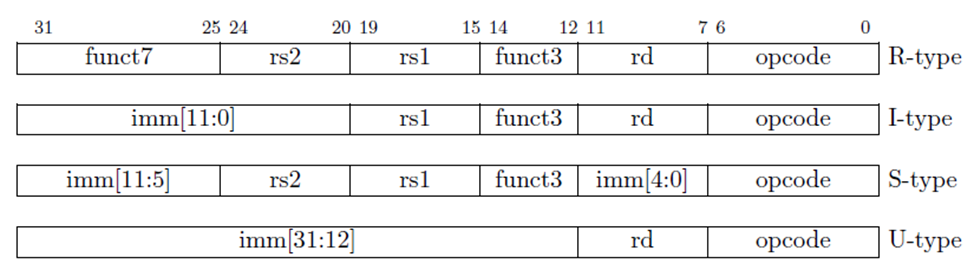 31 25 24 20 19 15 14 12 11 7 6 0
funct7 rs2 rs1 funct3 rd opcode R-type
imm[11:0] rs1 funct3 rd opcode I-type
imm[11:5] rs2 rs1 funct3 imm[4:0] opcode S-type
imm[31:12] rd opcode U-type